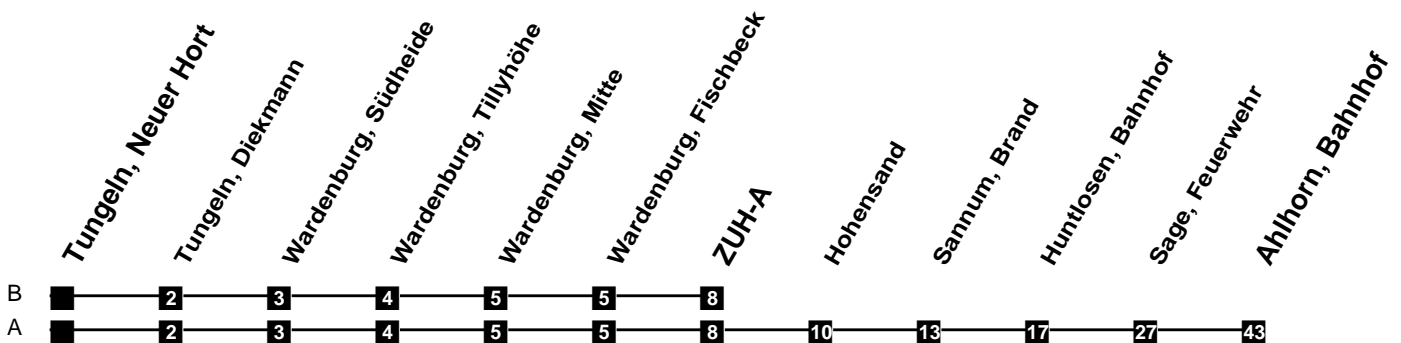 Tungeln, Neuer Hort
Tungeln, Diekmann
Wardenburg, Südheide
Wardenburg, Tillyhöhe
Wardenburg, Mitte
Wardenburg, Fischbeck
ZUH-A
Hohensand
Sannum, Brand
Huntlosen, Bahnhof
Sage, Feuerwehr
Ahlhorn, Bahnhof
B 2 3 4 5 5 8
A 2 3 4 5 5 8 10 13 17 27 43